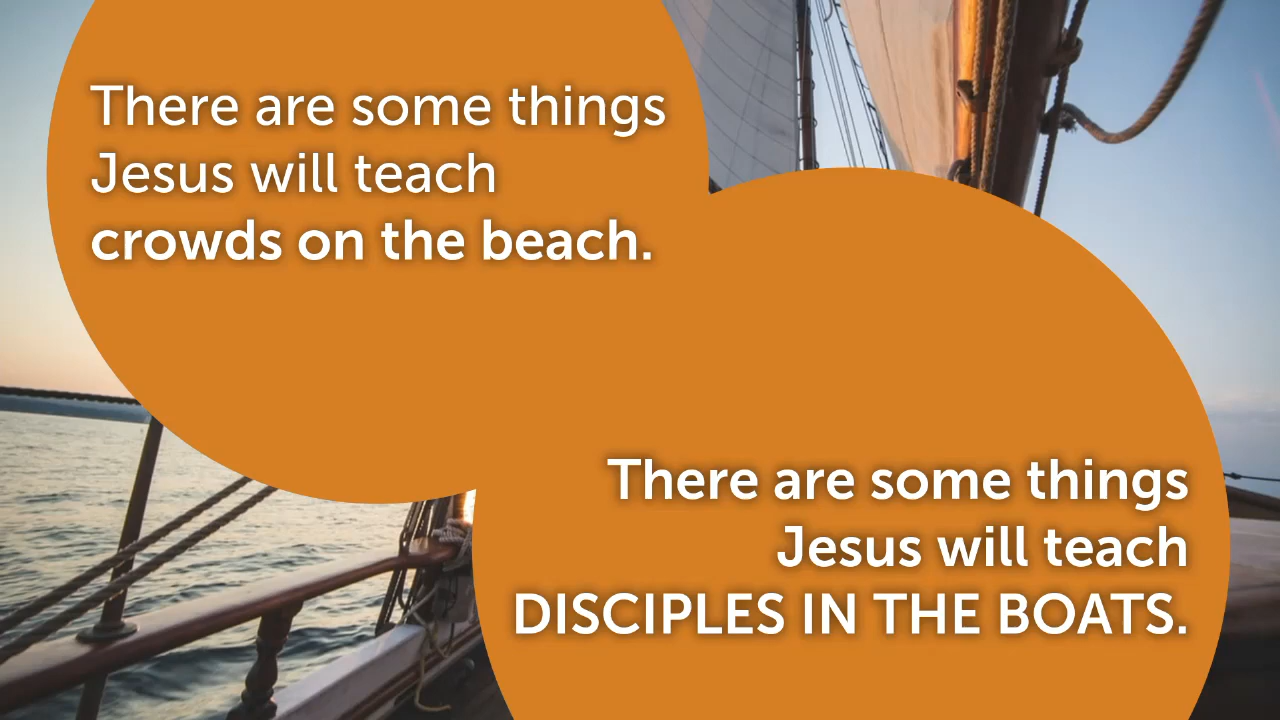 There are some things
Jesus will teach
crowds on the beach.
There are some things
Jesus will teach
DISCIPLES IN THE BOATS.